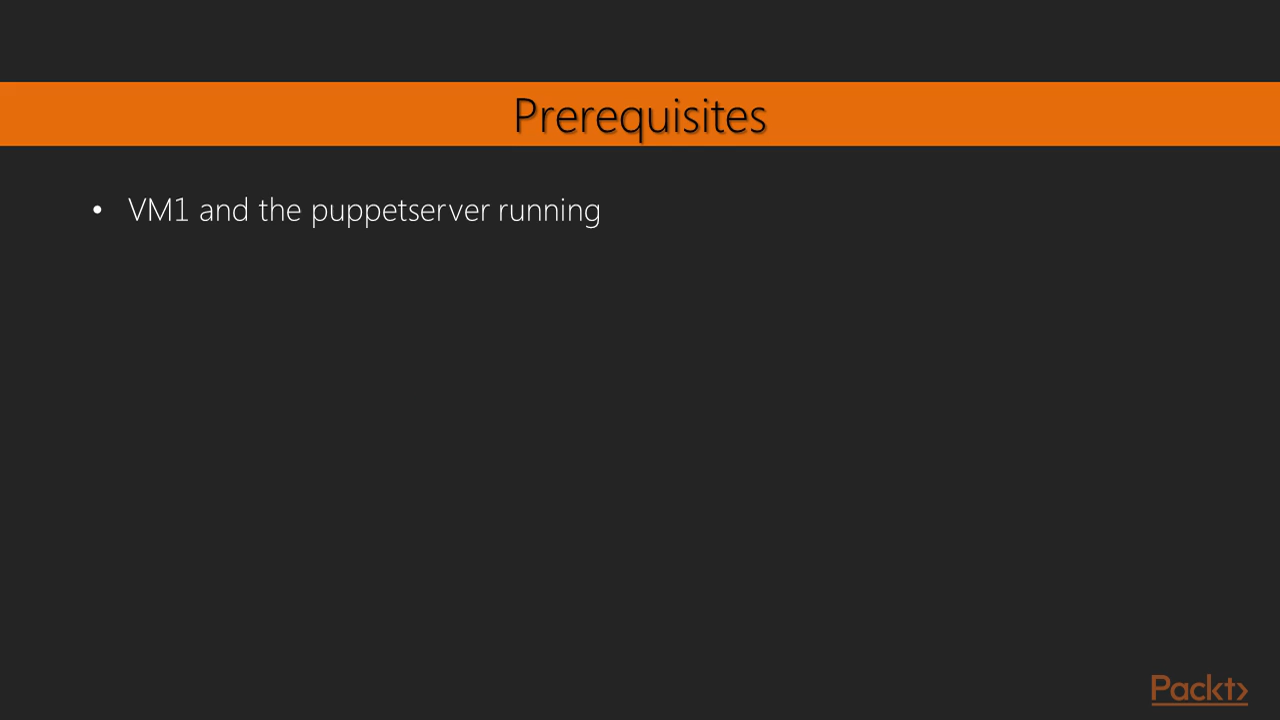 Prerequisites
• VM1 and the puppetserver running
Packt>